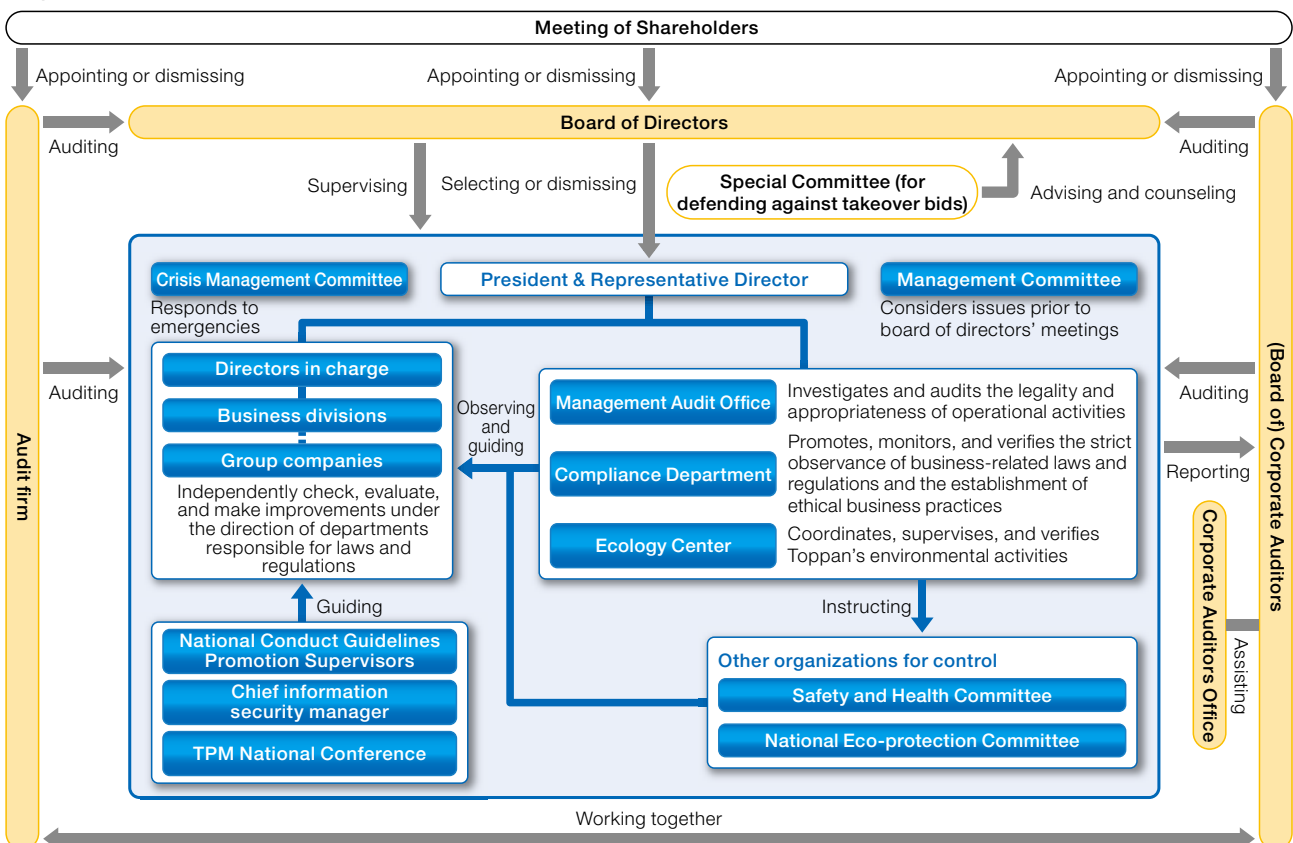 Meeting of Shareholders
Appointing or dismissing
Appointing or dismissing
Appointing or dismissing
Board of Directors
Auditing
Auditing
Supervising
Selecting or dismissing
Special Committee (for
defending against takeover bids)
Advising and counseling
Crisis Management Committee
President & Representative Director
Management Committee
Responds to
emergencies
Considers issues prior to
board of directors’ meetings
Directors in charge
Business divisions
Group companies
Independently check, evaluate,
and make improvements under
the direction of departments
responsible for laws and
regulations
Auditing
Observing
and
guiding
Management Audit Office
Investigates and audits the legality and
appropriateness of operational activities
Compliance Department
Promotes, monitors, and verifies the strict
observance of business-related laws and
regulations and the establishment of
ethical business practices
Ecology Center
Coordinates, supervises, and verifies
Toppan’s environmental activities
Auditing
Reporting
Audit firm
(Board of) Corporate Auditors
Corporate Auditors Office
Assisting
Guiding
Instructing
National Conduct Guidelines
Promotion Supervisors
Chief information
security manager
TPM National Conference
Other organizations for control
Safety and Health Committee
National Eco-protection Committee
Working together